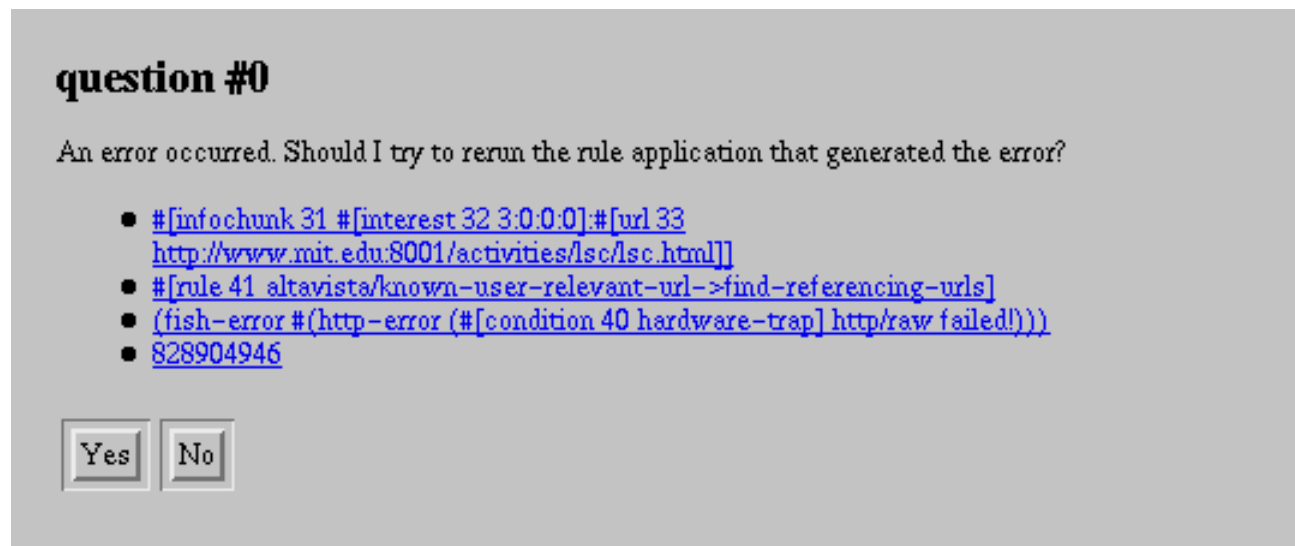 question #0
An error occurred. Should I try to rerun the rule application that generated the error?
#[infochunk 31 #[interest 32 3:0:0:0]:#[url 33
http://www.mit.edu:8001/activities/lsc/lsc.html]]
#[rule 41 altavista/known-user-relevant-url->find-referencing-urls]
(fish-error #(http-error (#[condition 40 hardware-trap] http/raw failed!)))
828904946
Yes No